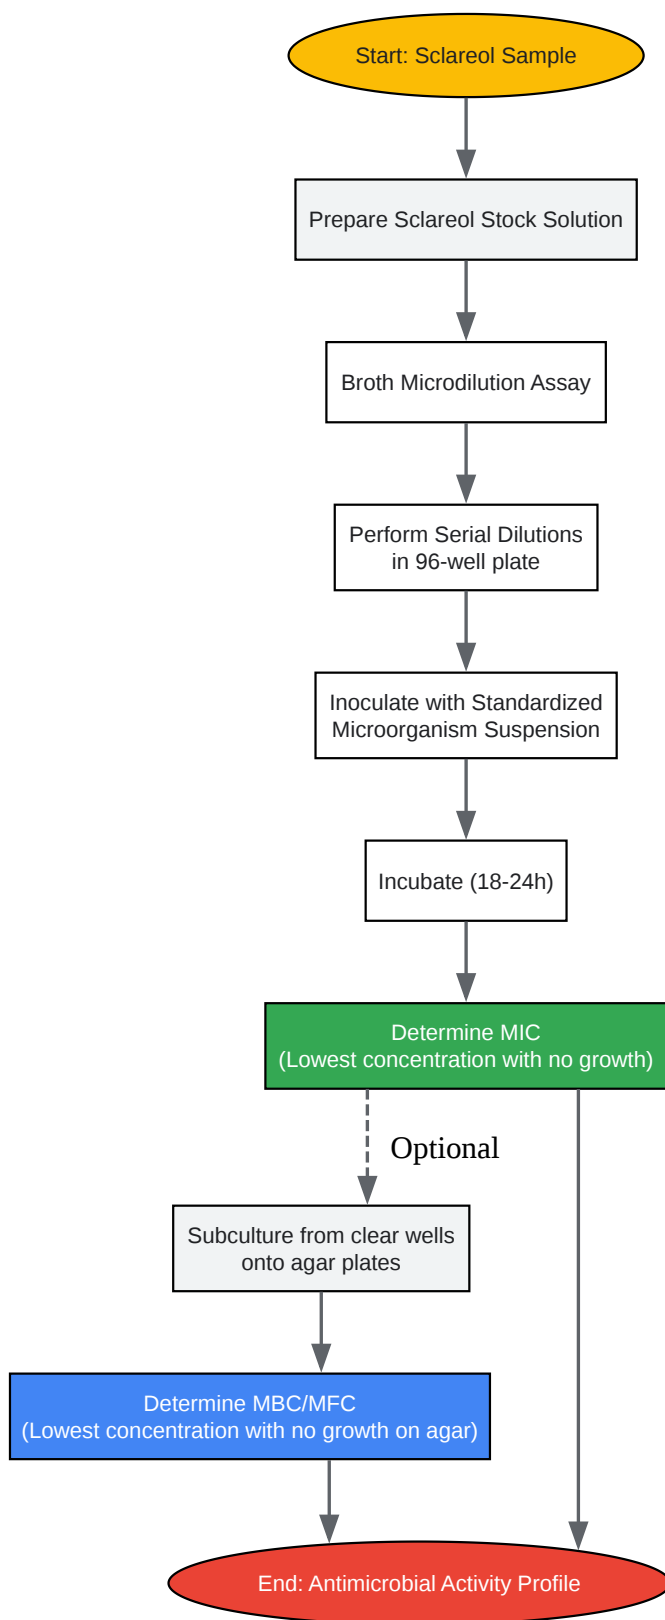 Start: Sclareol Sample
Prepare Sclareol Stock Solution
Broth Microdilution Assay
Perform Serial Dilutions
in 96-well plate
Inoculate with Standardized
Microorganism Suspension
Incubate (18-24h)
Determine MIC
(Lowest concentration with no growth)
Optional
Subculture from clear wells
onto agar plates
Determine MBC/MFC
(Lowest concentration with no growth on agar)
End: Antimicrobial Activity Profile